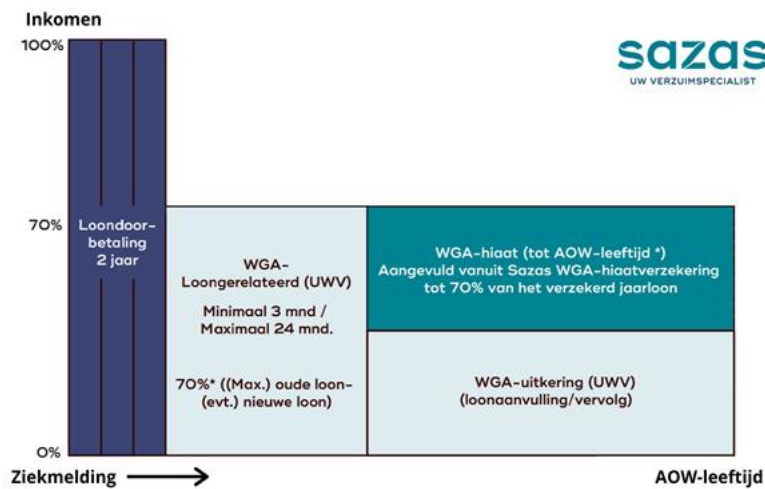 Inkomen
100%
sazas
UW VERZUIMSPECIALIST
70%
Loondoor-
betaling
2 jaar
WGA-
Loongerelateerd (UWV)
Minimaal 3 mnd /
Maximaal 24 mnd.
70%* ((Max.) oude loon-
(evt.) nieuwe loon)
WGA-hiaat (tot AOW-leeftijd *)
Aangevuld vanuit Sazas WGA-hiaatverzekering
tot 70% van het verzekerd jaarloon
WGA-uitkering (UWV)
(loonaanvulling/vervolg)
0%
Ziekmelding
AOW-leeftijd